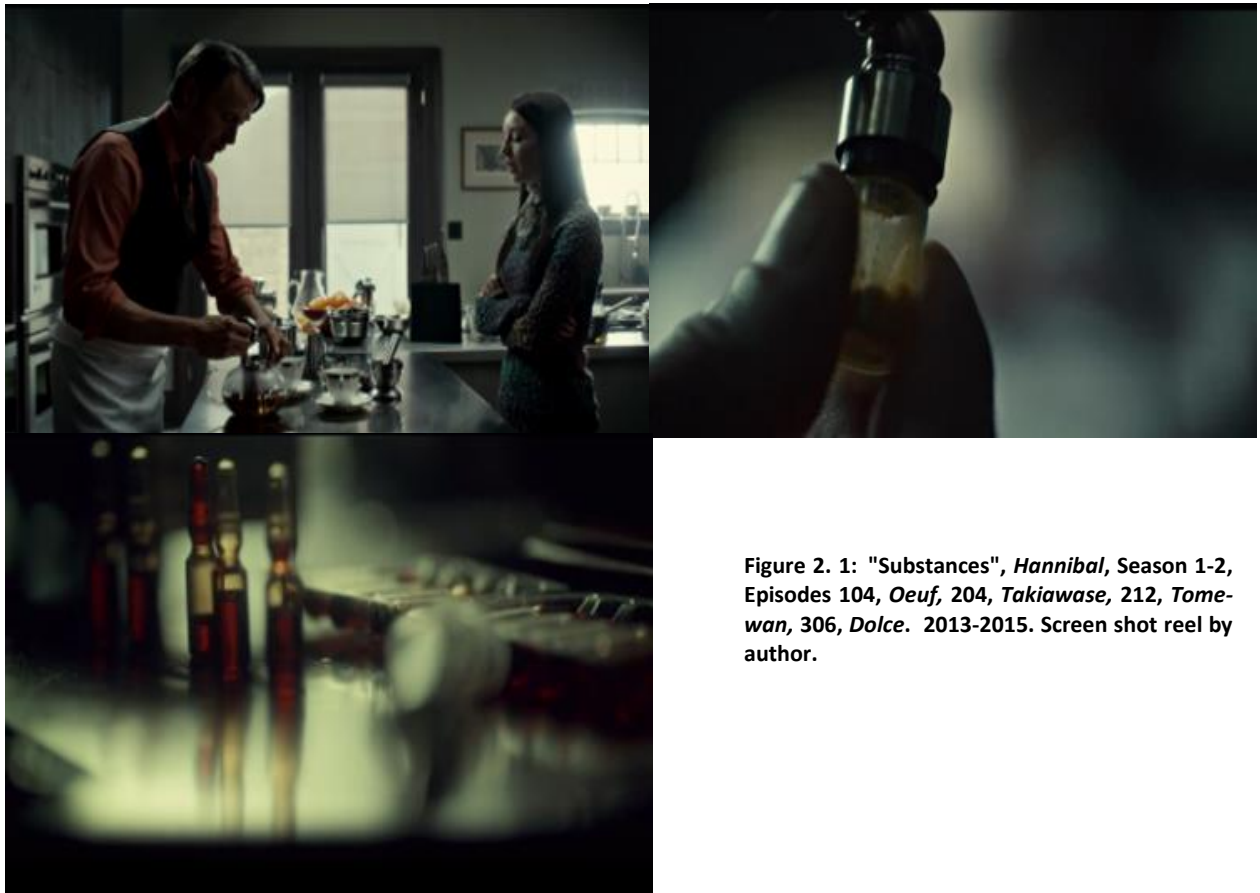 Figure 2. 1: "Substances", Hannibal, Season 1-2,
Episodes 104, Oeuf, 204, Takiawase, 212, Tome-
wan, 306, Dolce. 2013-2015. Screen shot reel by
author.